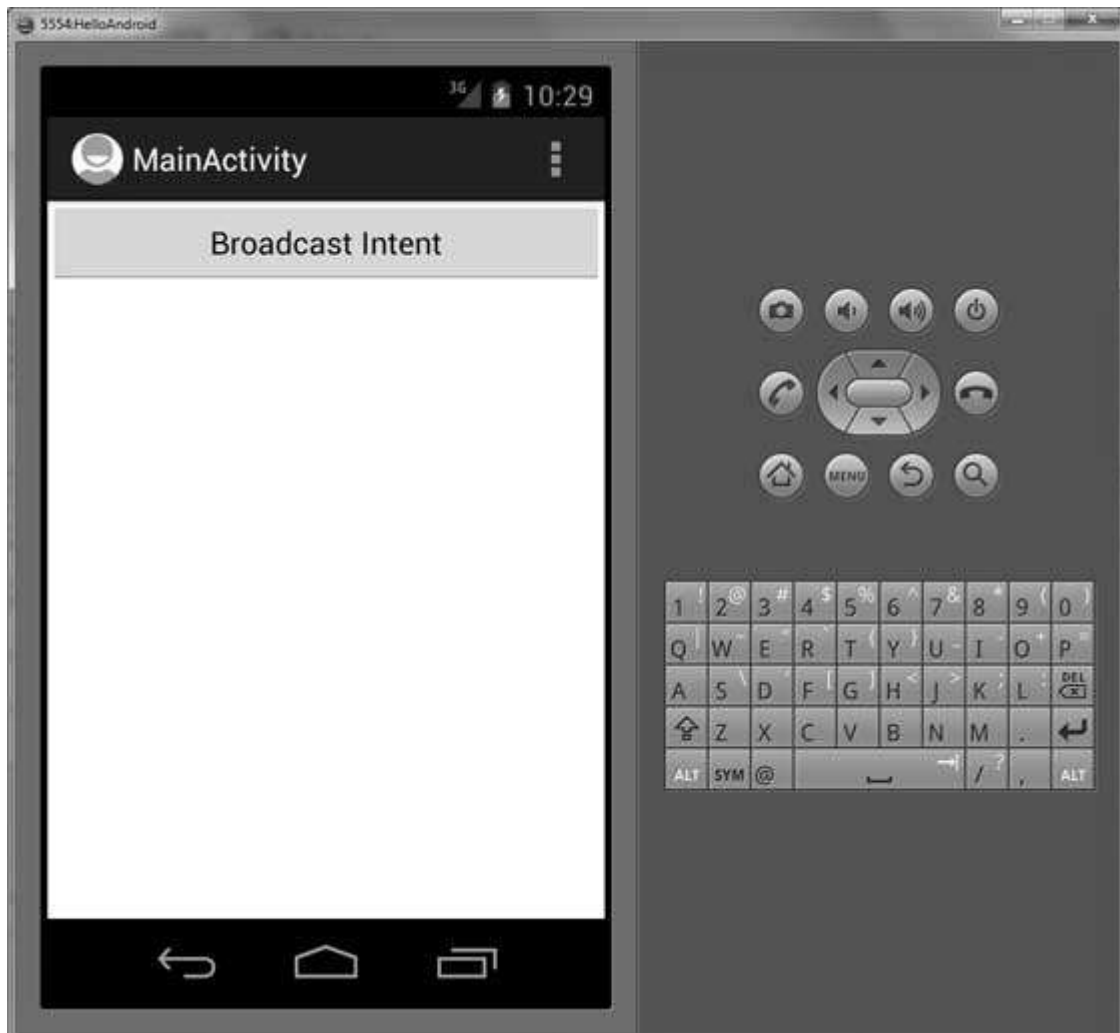 5554:HelloAndroid
3G 10:29
MainActivity
Broadcast Intent
MENU
1 ! 2 @ 3 # 4 $ 5 % 6 ^ 7 & 8 * 9 ( 0 )
Q W E R T Y U I O P
A S D F G H J K L DEL
Z X C V B N M .
ALT SYM @ / ? , ALT